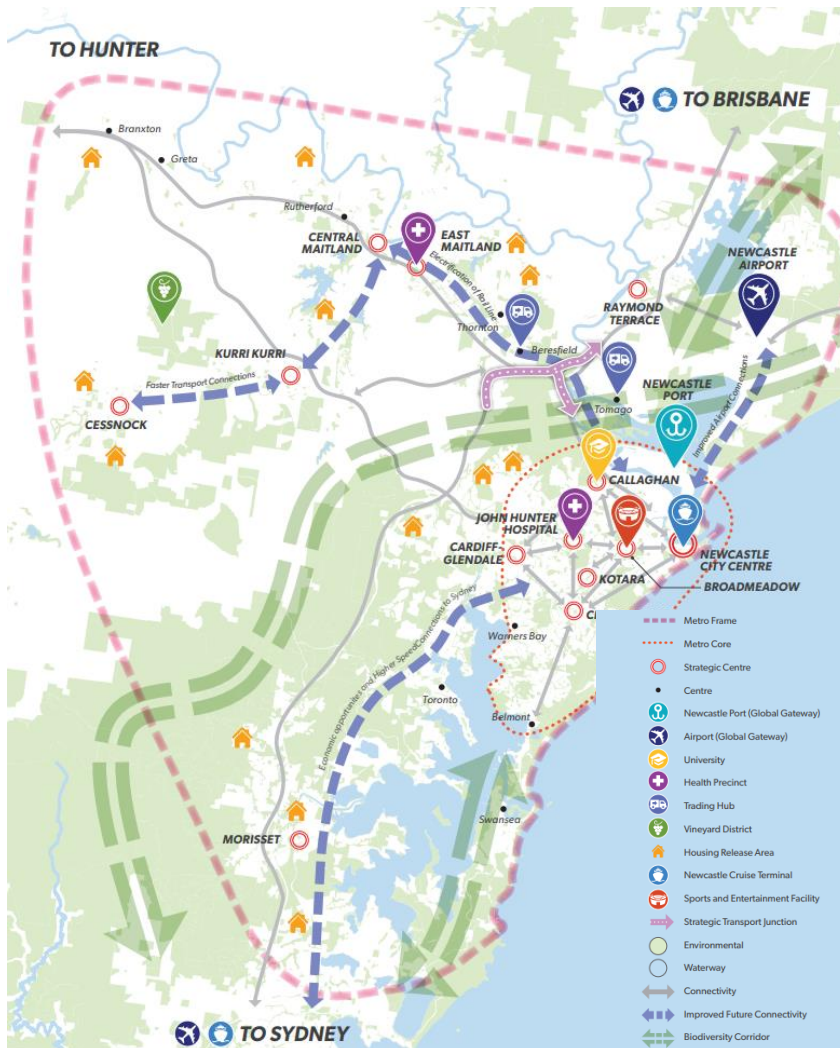 TO HUNTER
TO BRISBANE
Branxton
Greta
Rutherford
CENTRAL
MAITLAND
EAST
MAITLAND
Electrification of Rail Line
NEWCASTLE
AIRPORT
RAYMOND
TERRACE
Thornton
Beresfield
KURRI KURRI
Faster Transport Connections
CESSNOCK
Tomago
NEWCASTLE
PORT
Improved Airport Connections
CALLAGHAN
JOHN HUNTER
HOSPITAL
CARDIFF-
GLENDALE
NEWCASTLE
CITY CENTRE
KOTARA
BROADMEADOW
Warners Bay
Economic opportunites and Higher Speed Connections to Sydney
Toronto
Belmont
Swansea
MORISSET
TO SYDNEY
Metro Frame
Metro Core
Strategic Centre
Centre
Newcastle Port (Global Gateway)
Airport (Global Gateway)
University
Health Precinct
Trading Hub
Vineyard District
Housing Release Area
Newcastle Cruise Terminal
Sports and Entertainment Facility
Strategic Transport Junction
Environmental
Waterway
Connectivity
Improved Future Connectivity
Biodiversity Corridor